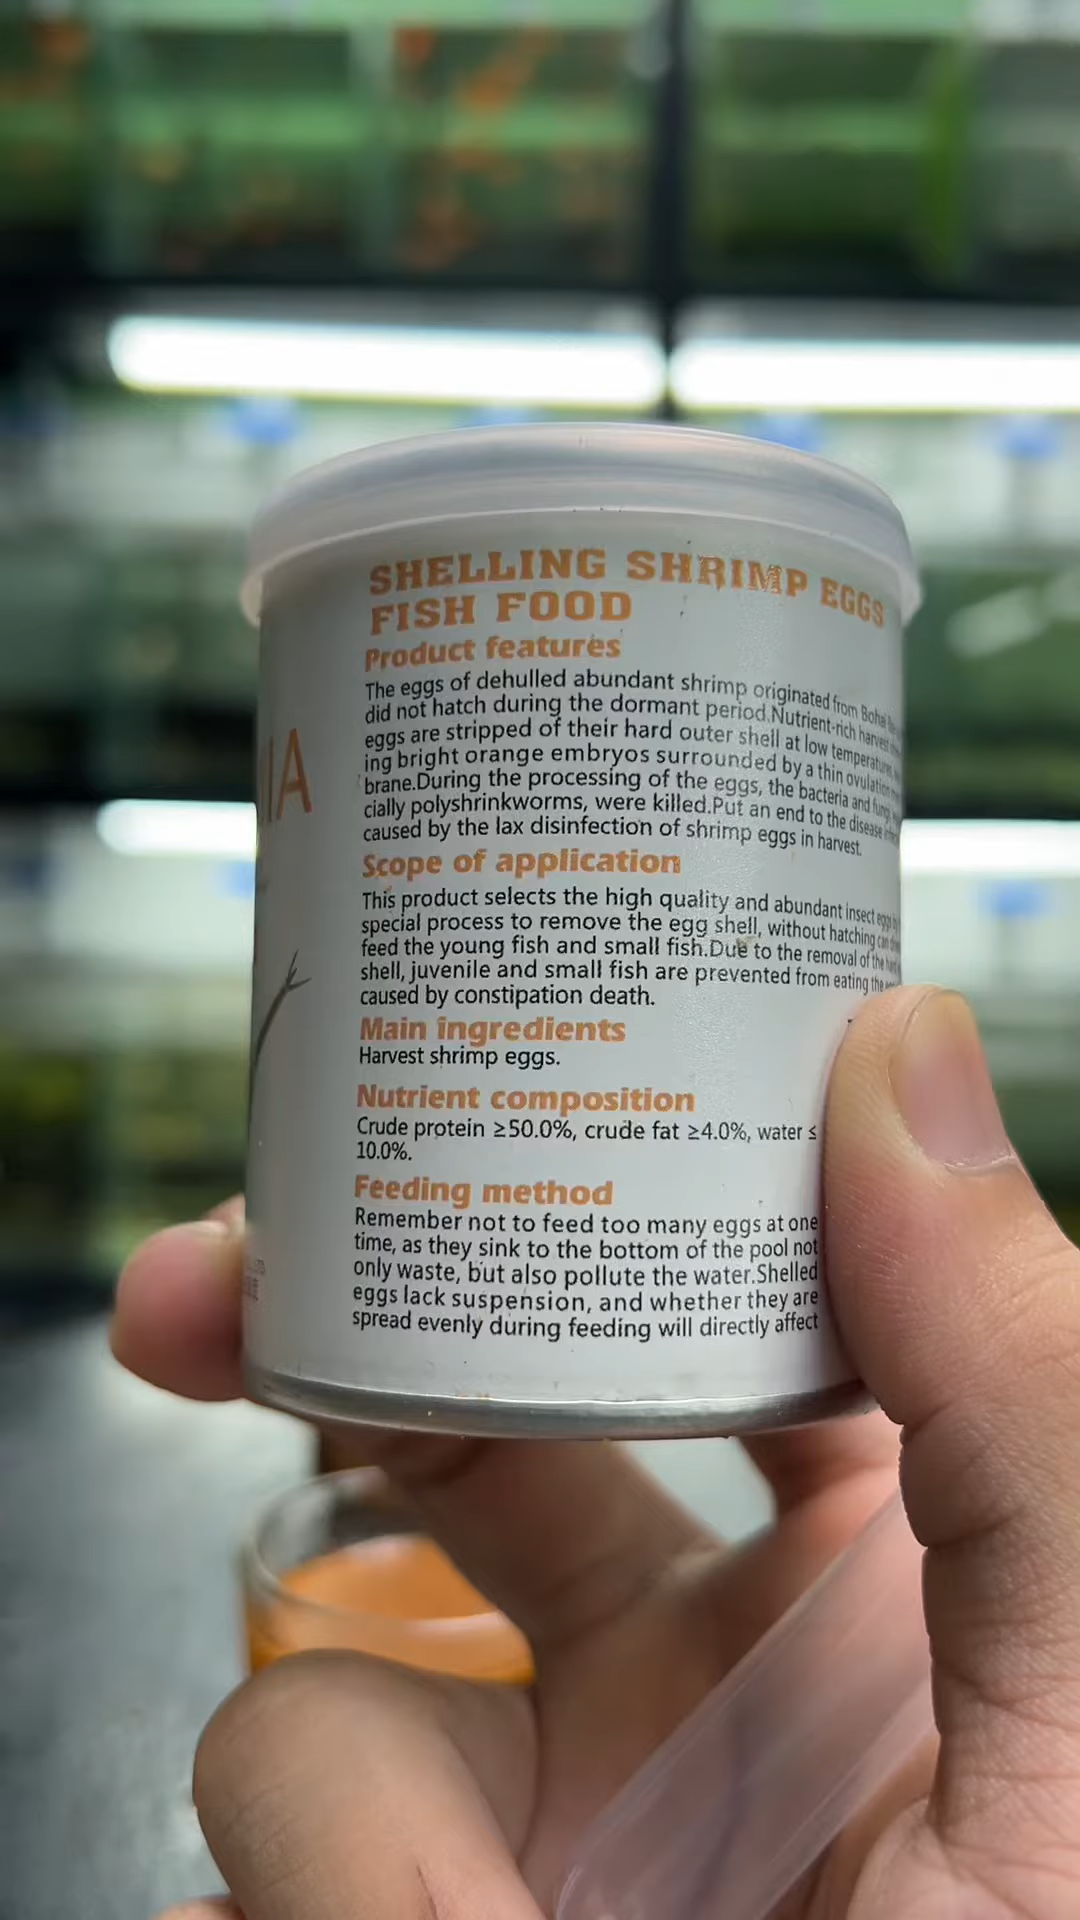 SHELLING SHRIMP EGGS
FISH FOOD
Product features
The eggs of dehulled abundant shrimp originated from Bohai
did not hatch during the dormant period.Nutrient-rich harvest
eggs are stripped of their hard outer shell at low temperature,
ing bright orange embryos surrounded by a thin ovulation
brane.During the processing of the eggs, the bacteria and fungi,
cially polyshrinkworms, were killed.Put an end to the disease
caused by the lax disinfection of shrimp eggs in harvest.
Scope of application
This product selects the high quality and abundant insect eggs
special process to remove the egg shell, without hatching can
feed the young fish and small fish.Due to the removal of the hard
shell, juvenile and small fish are prevented from eating the
caused by constipation death.
Main ingredients
Harvest shrimp eggs.
Nutrient composition
Crude protein ≥50.0%, crude fat ≥4.0%, water ≤
10.0%.
Feeding method
Remember not to feed too many eggs at one
time, as they sink to the bottom of the pool not
only waste, but also pollute the water.Shelled
eggs lack suspension, and whether they are
spread evenly during feeding will directly affect